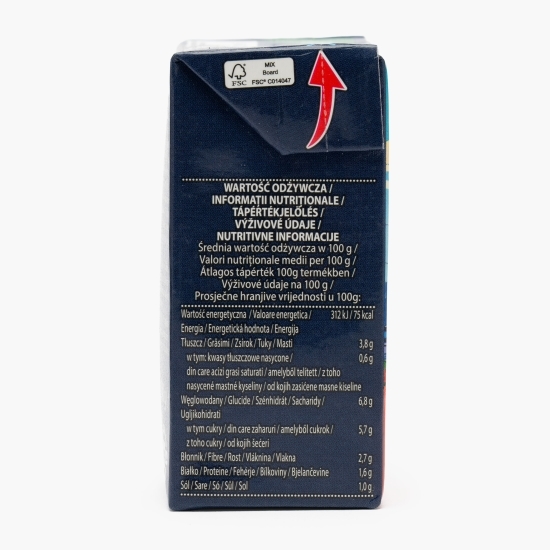 MIX
Board
FSC® C014047
FSC
WARTOŚĆ ODŻYWCZA /
INFORMAȚII NUTRIȚIONALE /
TÁPÉRTÉKJELÖLÉS /
VÝŽIVOVÉ ÚDAJE /
NUTRITIVNE INFORMACIJE
Średnia wartość odżywcza w 100 g /
Valori nutriționale medii per 100 g /
Átlagos tápérték 100g termékben /
Výživové údaje na 100 g /
Prosječne hranjive vrijednosti u 100g:
Wartość energetyczna / Valoare energetica / 312 kJ / 75 kcal
Energia / Energetická hodnota / Energija
Tłuszcz / Grăsimi / Zsírok / Tuky / Masti 3,8 g
w tym: kwasy tłuszczowe nasycone / 0,6 g
din care acizi grasi saturati / amelyből telített / z toho
nasycené mastné kyseliny / od kojih zasićene masne kiseline
Węglowodany / Glucide / Szénhidrát / Sacharidy / 6,8 g
Ugljikohidrati
w tym cukry / din care zaharuri / amelyből cukrok / 5,7 g
z toho cukry / od kojih šećeri
Błonnik / Fibre / Rost / Vláknina / Vlakna 2,7 g
Białko / Proteine / Fehérje / Bílkoviny / Bjelančevine 1,6 g
Sól / Sare / Só / Sůl / Sol 1,0 g